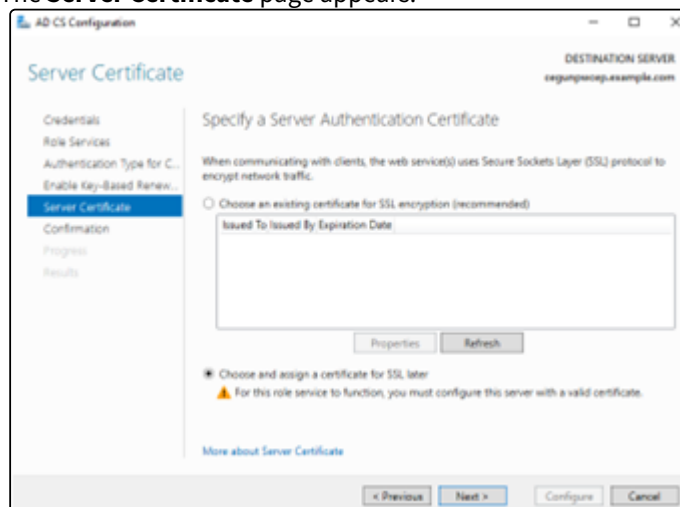 The Server Certificate page appears.
AD CS Configuration
Server Certificate
DESTINATION SERVER
Credentials
Role Services
Authentication Type for C...
Enable Key-Based Renew...
Server Certificate
Confirmation
Progress
Results
Specify a Server Authentication Certificate
When communicating with clients, the web service(s) uses Secure Sockets Layer (SSL) protocol to
encrypt network traffic.
Choose an existing certificate for SSL encryption (recommended)
Issued To Issued By Expiration Date
Properties Refresh
Choose and assign a certificate for SSL later
For this role service to function, you must configure this server with a valid certificate.
More about Server Certificate
< Previous Next > Configure Cancel